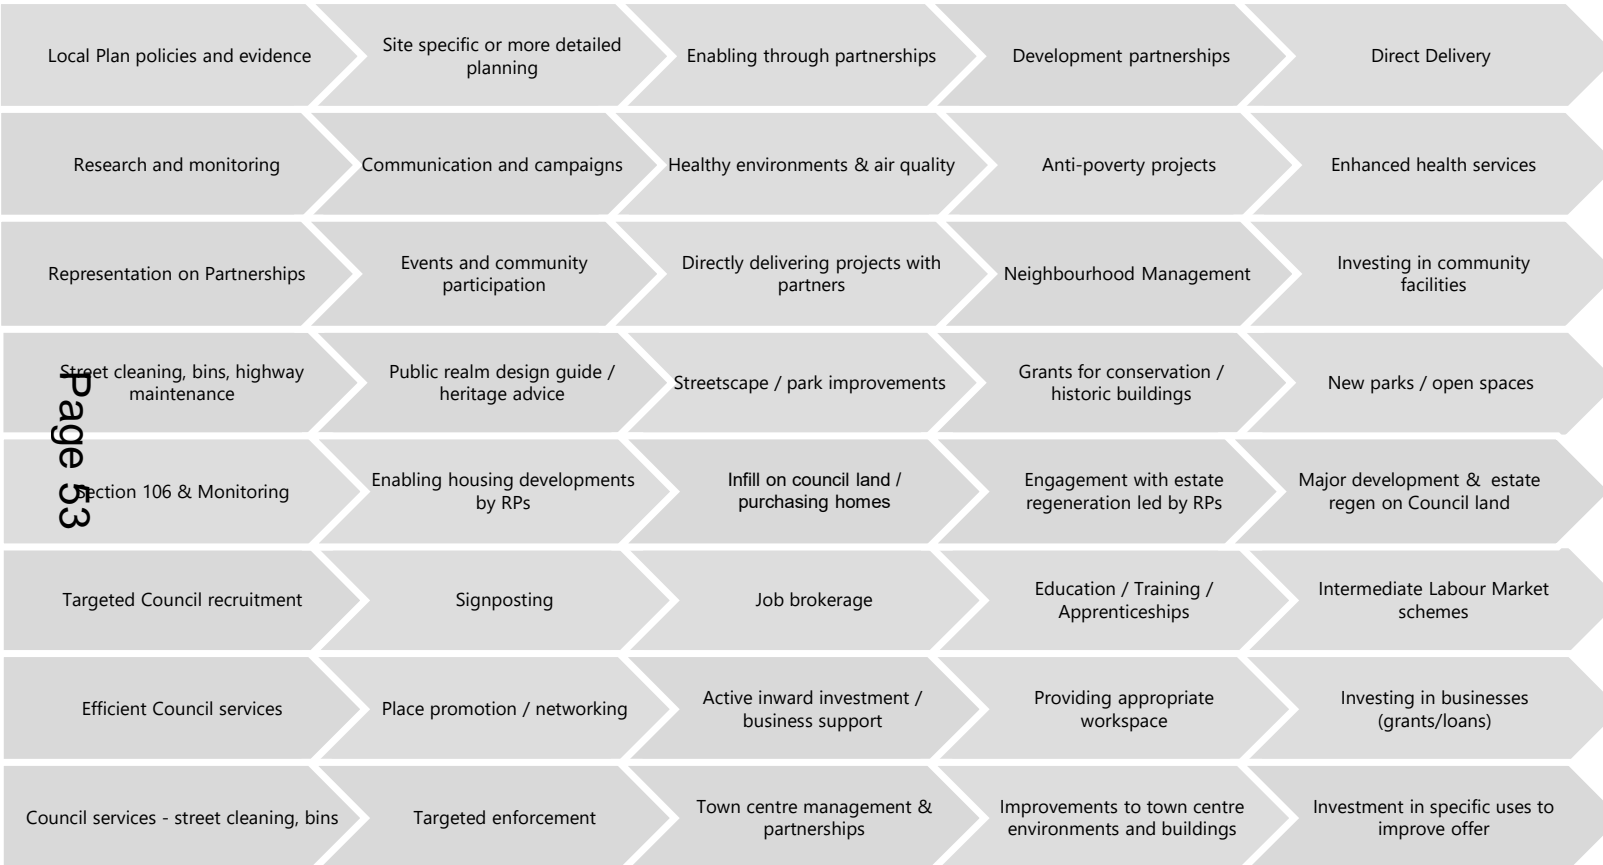 Local Plan policies and evidence
Site specific or more detailed
planning
Enabling through partnerships
Development partnerships
Direct Delivery
Research and monitoring
Communication and campaigns
Healthy environments & air quality
Anti-poverty projects
Enhanced health services
Representation on Partnerships
Events and community
participation
Directly delivering projects with
partners
Neighbourhood Management
Investing in community
facilities
Street cleaning, bins, highway
maintenance
Public realm design guide /
heritage advice
Streetscape / park improvements
Grants for conservation /
historic buildings
New parks / open spaces
Page 53
Section 106 & Monitoring
Enabling housing developments
by RPs
Infill on council land /
purchasing homes
Engagement with estate
regeneration led by RPs
Major development & estate
regen on Council land
Targeted Council recruitment
Signposting
Job brokerage
Education / Training /
Apprenticeships
Intermediate Labour Market
schemes
Efficient Council services
Place promotion / networking
Active inward investment /
business support
Providing appropriate
workspace
Investing in businesses
(grants/loans)
Council services - street cleaning, bins
Targeted enforcement
Town centre management &
partnerships
Improvements to town centre
environments and buildings
Investment in specific uses to
improve offer